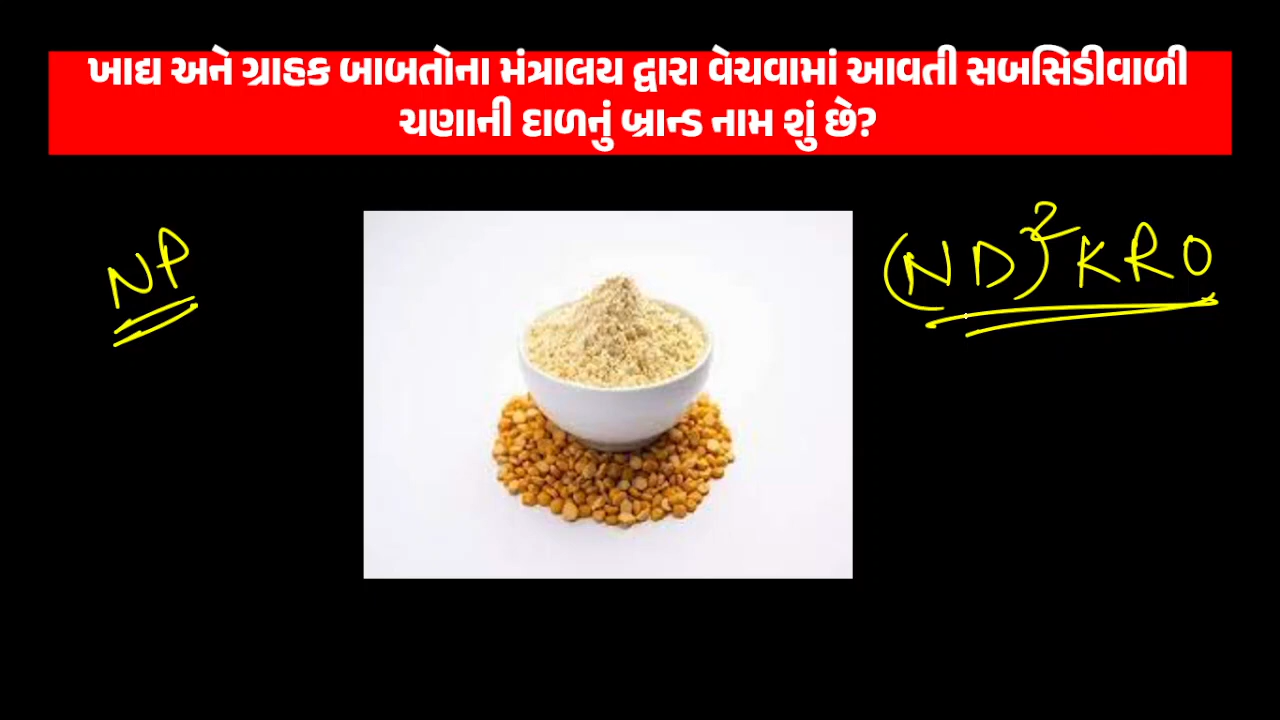 ખાદ્ય અને ગ્રાહક બાબતોના મંત્રાલય દ્વારા વેચવામાં આવતી સબસિડીવાળી
ચણાની દાળનું બ્રાન્ડ નામ શું છે?
NP
(ND)² KRO